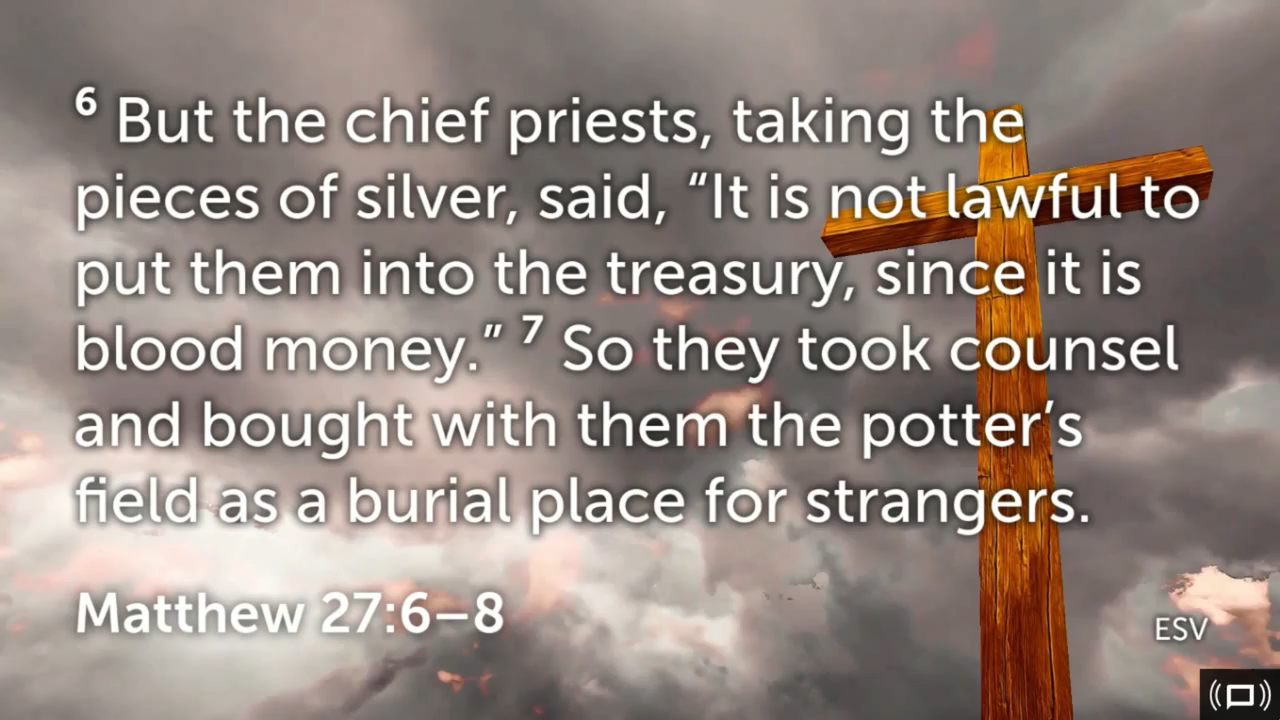 ⁶ But the chief priests, taking the
pieces of silver, said, “It is not lawful to
put them into the treasury, since it is
blood money.” ⁷ So they took counsel
and bought with them the potter’s
field as a burial place for strangers.
Matthew 27:6–8
ESV